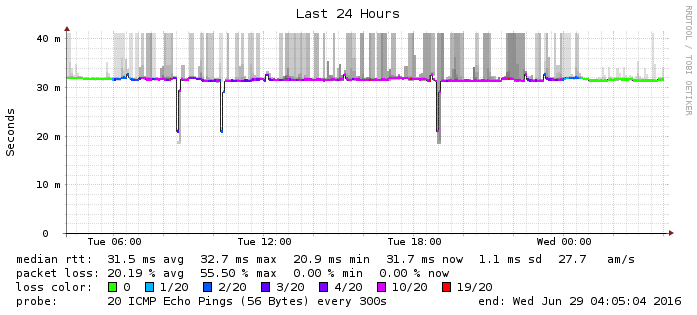 Last 24 Hours
RRDTOOL / TOBI OETIKER
Seconds
40 m
30 m
20 m
10 m
0
Tue 06:00 Tue 12:00 Tue 18:00 Wed 00:00
median rtt: 31.5 ms avg 32.7 ms max 20.9 ms min 31.7 ms now 1.1 ms sd 27.7 am/s
packet loss: 20.19 % avg 55.50 % max 0.00 % min 0.00 % now
loss color: 0 1/20 2/20 3/20 4/20 10/20 19/20
probe: 20 ICMP Echo Pings (56 Bytes) every 300s end: Wed Jun 29 04:05:04 2016